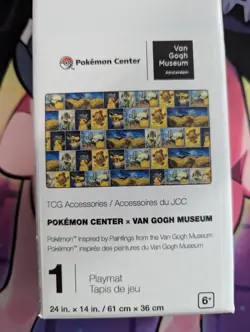 Pokémon Center
Van
Gogh
Museum
Amsterdam
TCG Accessories / Accessoires du JCC
POKÉMON CENTER × VAN GOGH MUSEUM
Pokémon™ Inspired by Paintings from the Van Gogh Museum
Pokémon™ inspirés des peintures du Van Gogh Museum
1
Playmat
Tapis de jeu
24 in. x 14 in. / 61 cm x 36 cm
6+